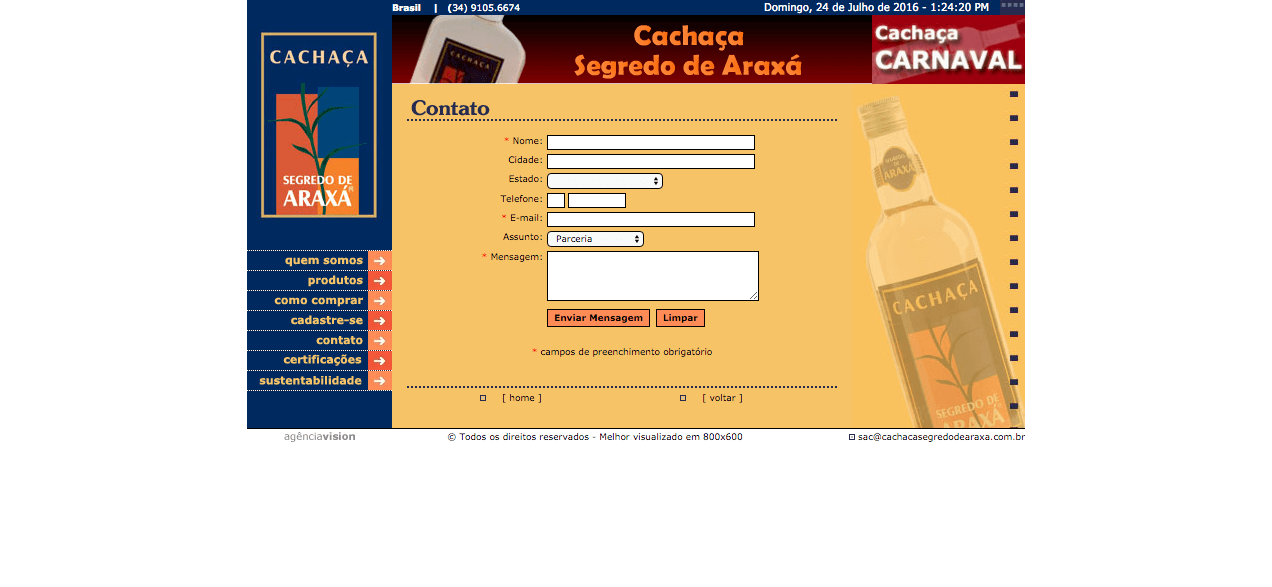 Brasil | (34) 9105.6674
Domingo, 24 de Julho de 2016 - 1:24:20 PM
CACHAÇA
SEGREDO DE
ARAXÁ®
Cachaça
Segredo de Araxá
Cachaça
CARNAVAL
quem somos
produtos
como comprar
cadastre-se
contato
certificações
sustentabilidade
Contato
* Nome:
Cidade:
Estado:
Telefone:
* E-mail:
Assunto: Parceria
* Mensagem:
Enviar Mensagem Limpar
* campos de preenchimento obrigatório
[ home ] [ voltar ]
SEGREDO DE
ARAXÁ
CACHAÇA
SEGREDO DE
ARAXÁ
agênciavision
© Todos os direitos reservados - Melhor visualizado em 800x600
sac@cachacasegredodearaxa.com.br